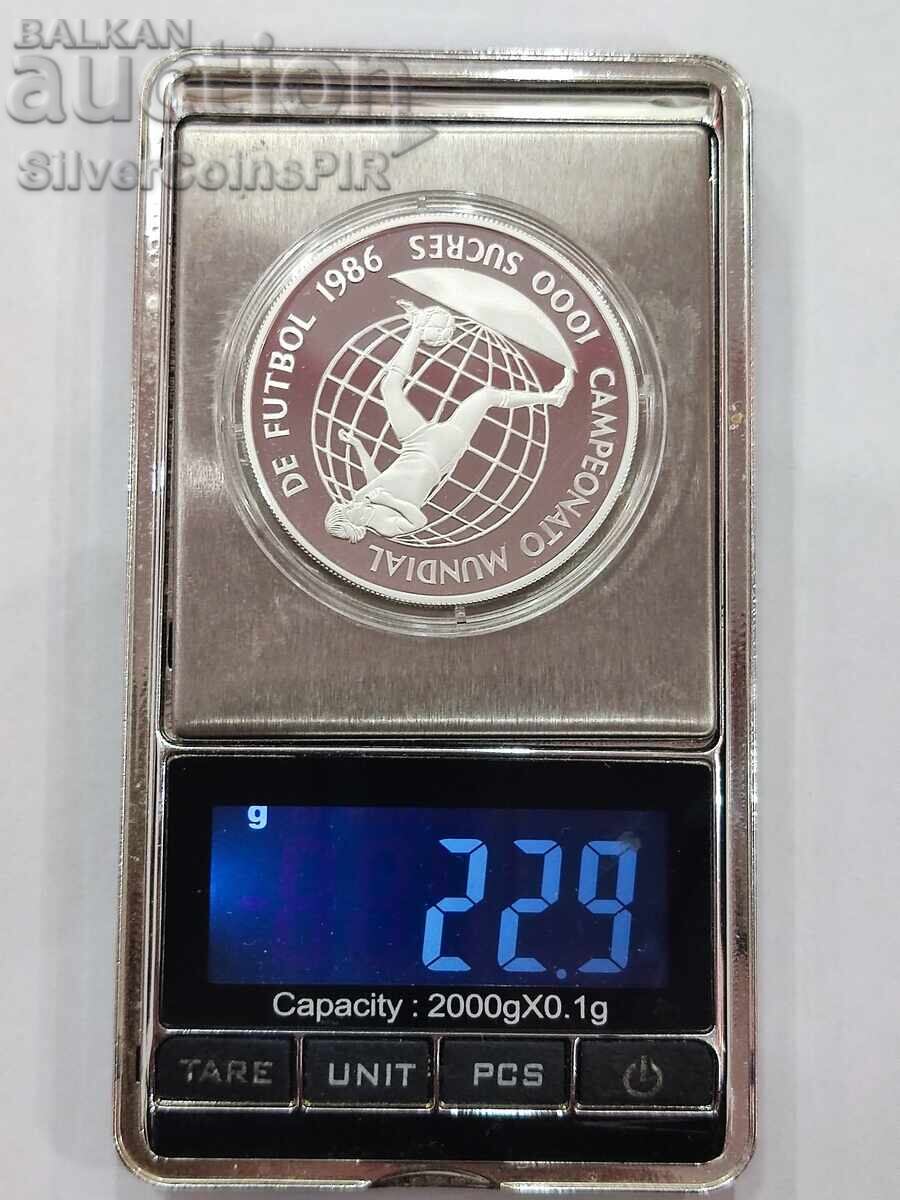 BALKAN
auction
SilverCoinsPIR
1000 SUCRES
CAMPEONATO MUNDIAL
DE FUTBOL 1986
g
22.9
Capacity : 2000gX0.1g
TARE
UNIT
PCS